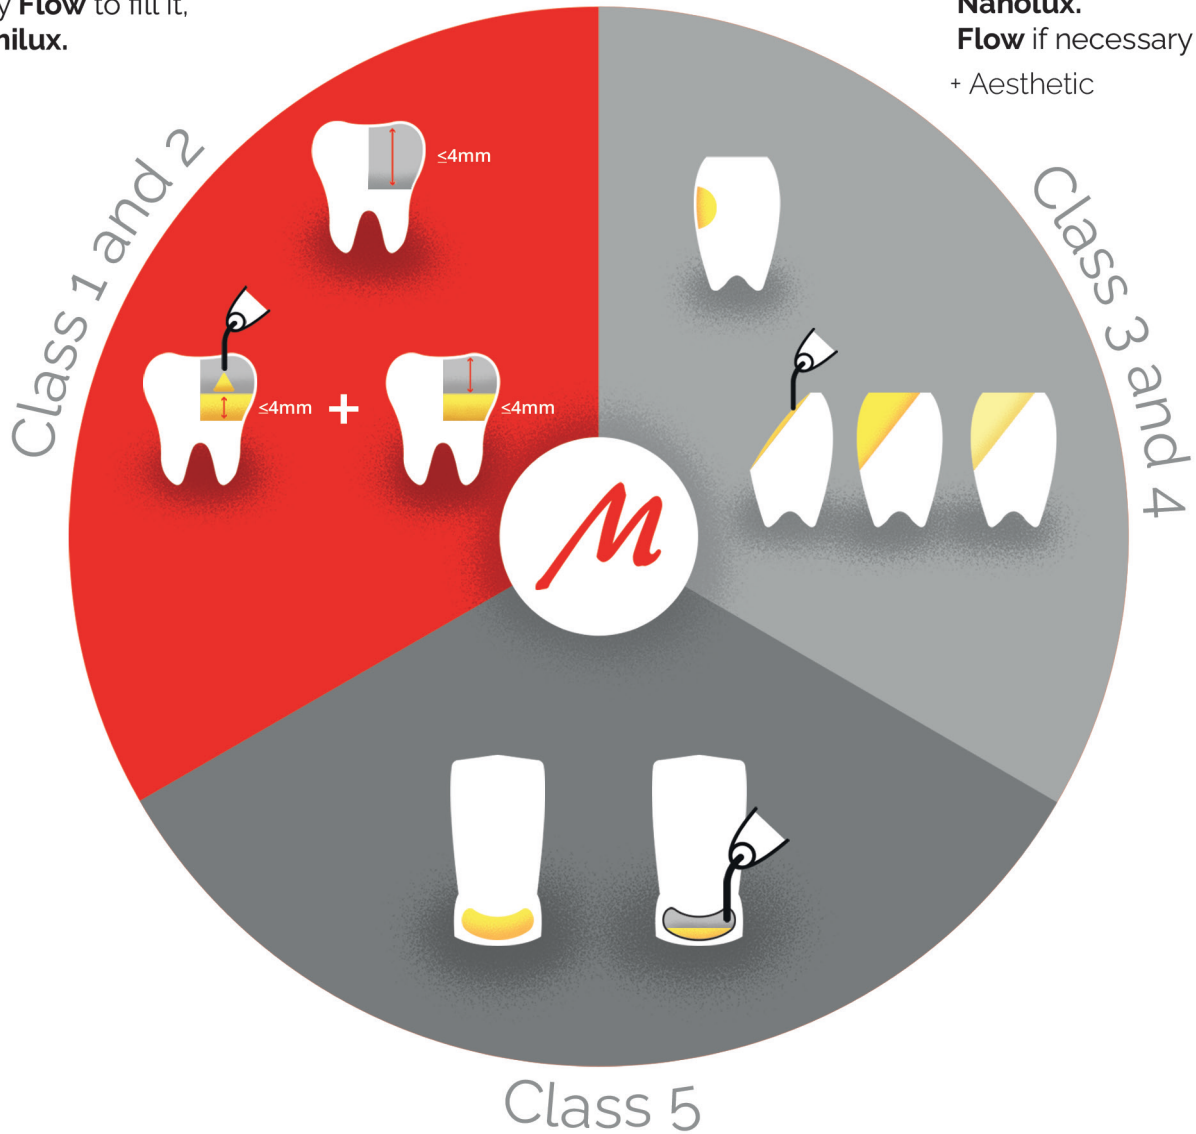 Flow to fill it,
Nanolux.
Flow if necessary
+ Aesthetic
Class 1 and 2
Class 3 and 4
≤4mm
≤4mm
+
≤4mm
M
Class 5